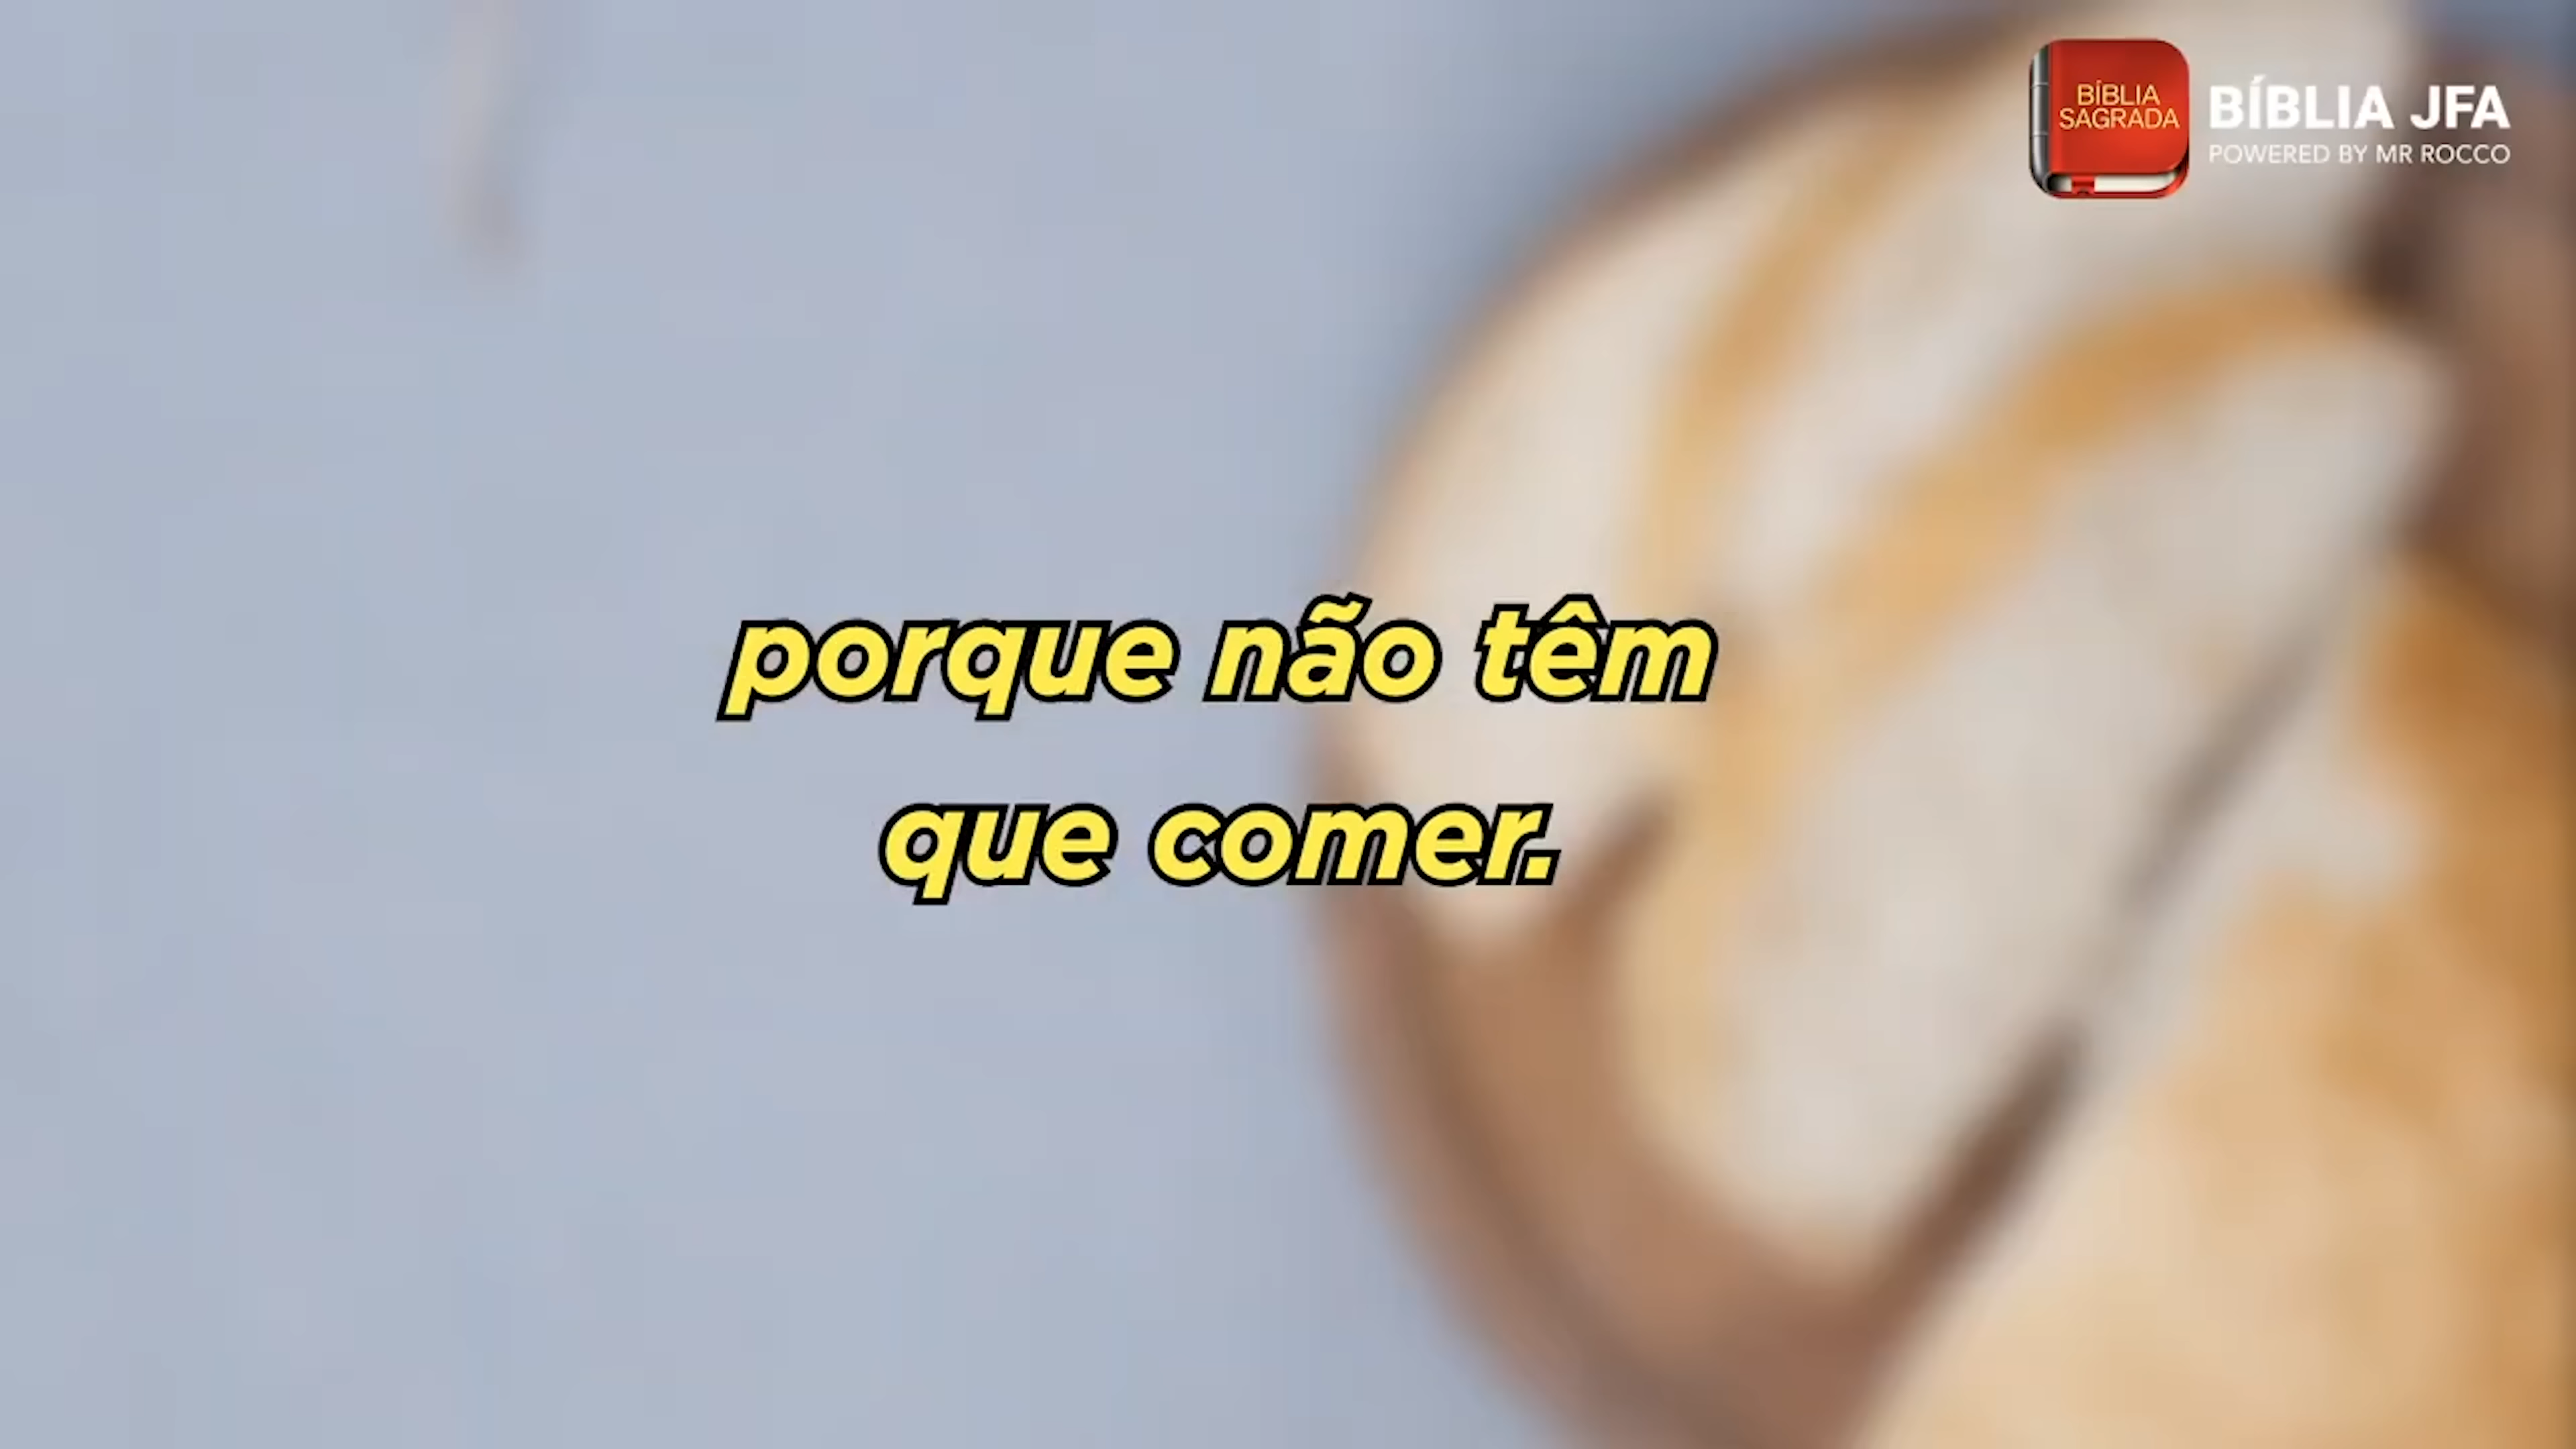 BÍBLIA
SAGRADA
BÍBLIA JFA
POWERED BY MR ROCCO
porque não têm
que comer.